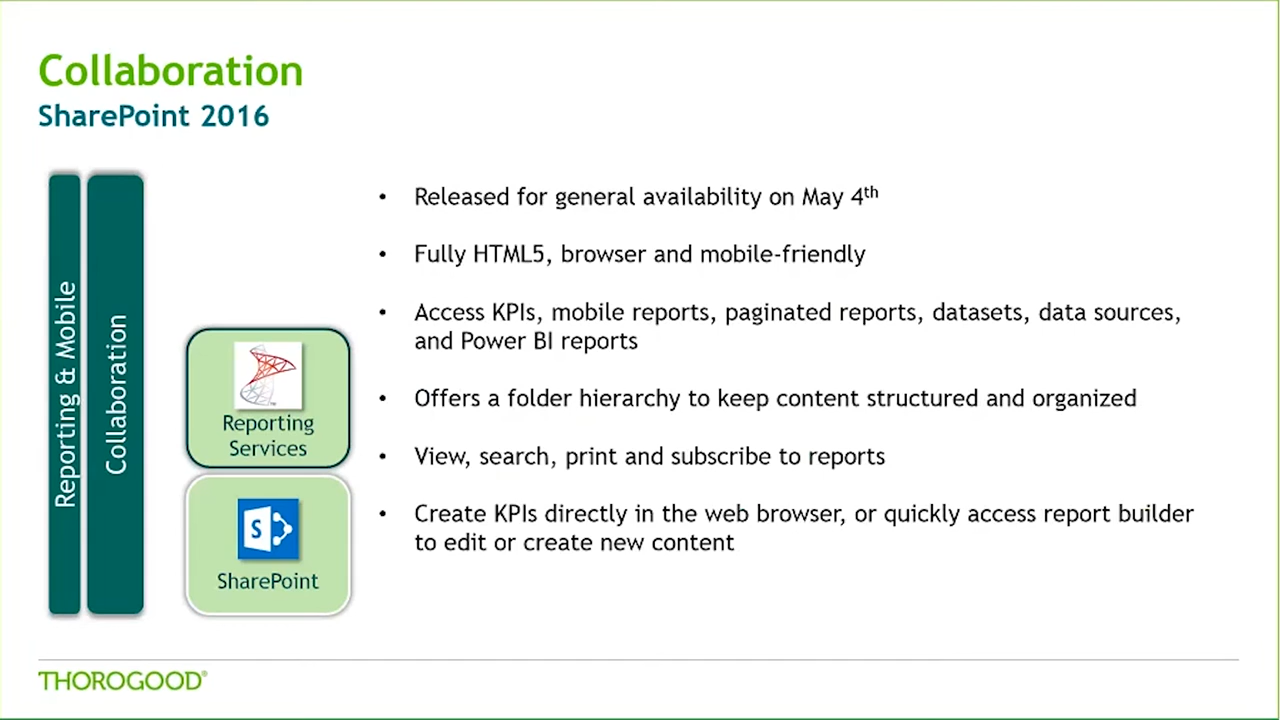 Collaboration
SharePoint 2016
Reporting & Mobile
Collaboration
Reporting
Services
SharePoint
• Released for general availability on May 4th
• Fully HTML5, browser and mobile-friendly
• Access KPIs, mobile reports, paginated reports, datasets, data sources,
and Power BI reports
• Offers a folder hierarchy to keep content structured and organized
• View, search, print and subscribe to reports
• Create KPIs directly in the web browser, or quickly access report builder
to edit or create new content
THOROGOOD®